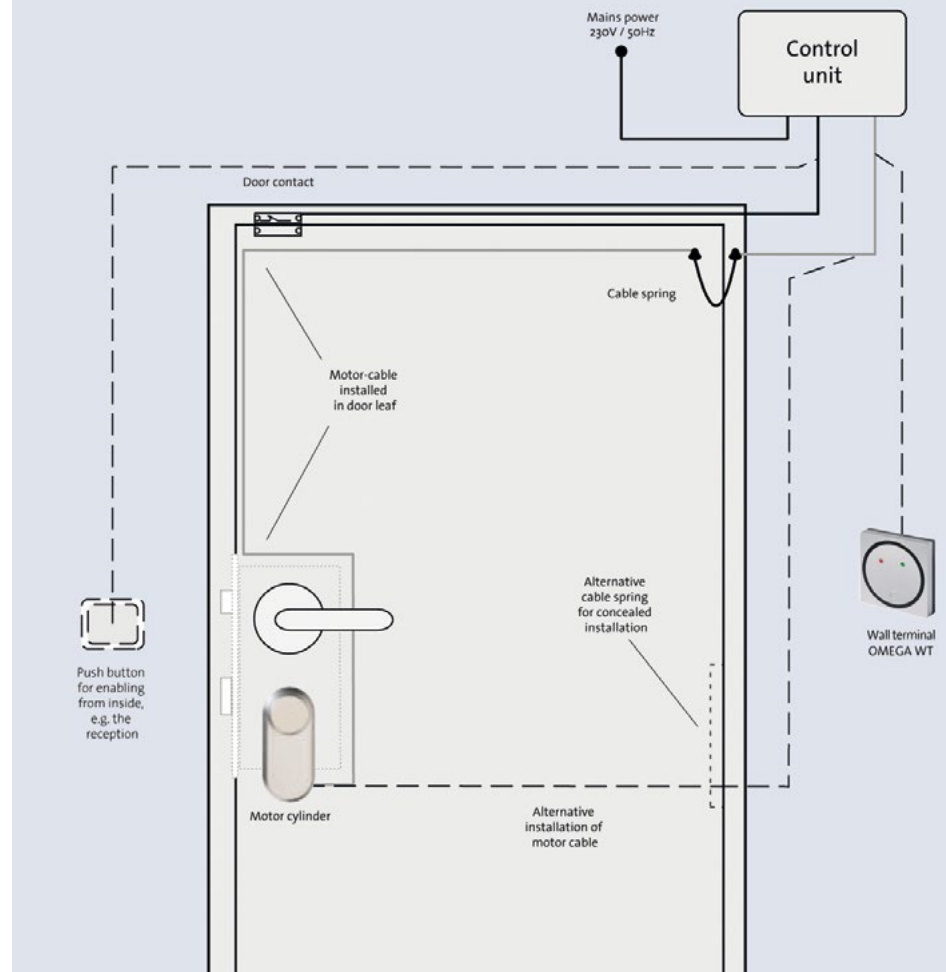 Mains power
230V / 50Hz
Control
unit
Door contact
Cable spring
Motor-cable
installed
in door leaf
Alternative
cable spring
for concealed
installation
Wall terminal
OMEGA WT
Push button
for enabling
from inside,
e.g. the
reception
Motor cylinder
Alternative
installation of
motor cable